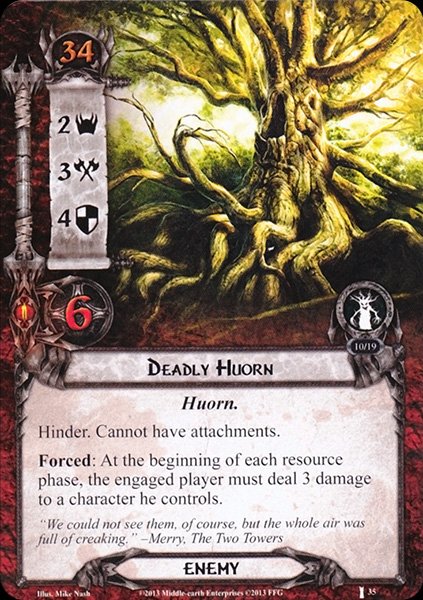 34
2
3
4
6
10/19
Deadly Huorn
Huorn.
Hinder. Cannot have attachments.
Forced: At the beginning of each resource
phase, the engaged player must deal 3 damage
to a character he controls.
“We could not see them, of course, but the whole air was
full of creaking.” –Merry, The Two Towers
ENEMY
Illus. Mike Nash ©2013 Middle-earth Enterprises ©2013 FFG 35